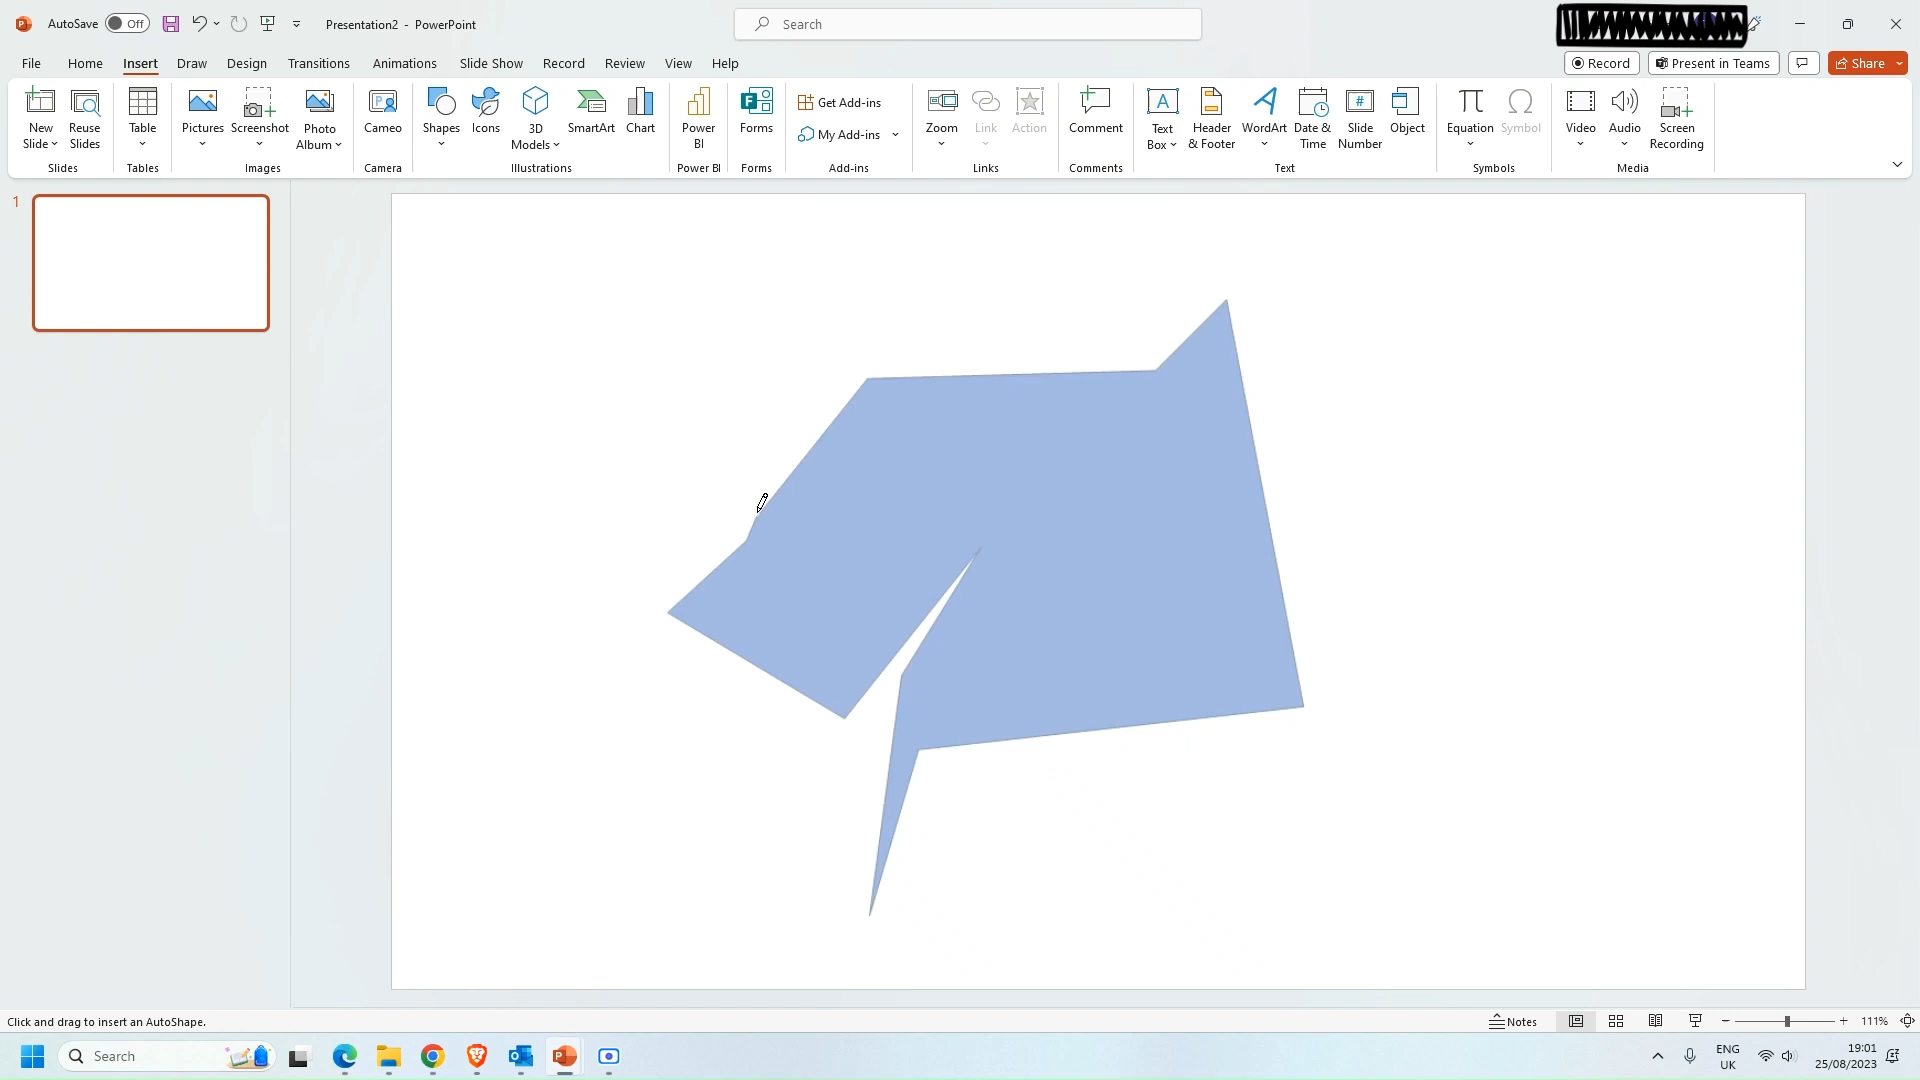 AutoSave Off Presentation2 - PowerPoint Search
File Home Insert Draw Design Transitions Animations Slide Show Record Review View Help Record Present in Teams Share
New Slide Reuse Slides Table Pictures Screenshot Photo Album Cameo Shapes Icons 3D Models SmartArt Chart Power BI Forms Get Add-ins My Add-ins Zoom Link Action Comment Text Box Header & Footer WordArt Date & Time Slide Number Object Equation Symbol Video Audio Screen Recording
Slides Tables Images Camera Illustrations Power BI Forms Add-ins Links Comments Text Symbols Media
1
Click and drag to insert an AutoShape. Notes 111%
Search ENG UK 19:01 25/08/2023